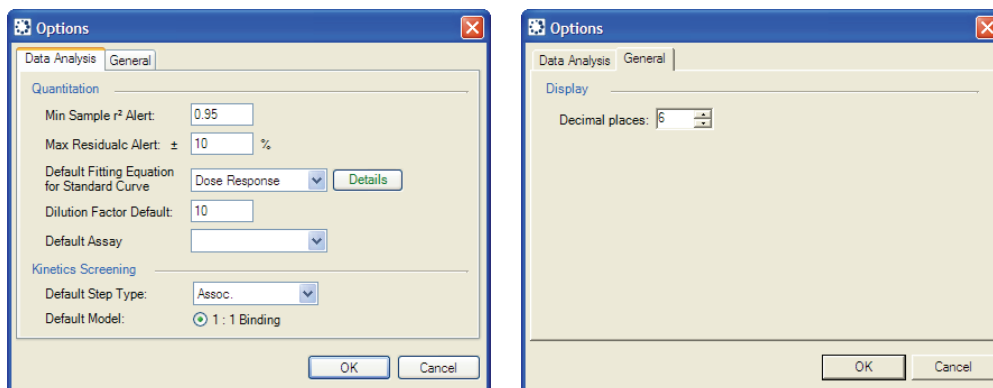 Options
Data Analysis General
Quantitation
Min Sample r² Alert: 0.95
Max Residualc Alert: ± 10 %
Default Fitting Equation
for Standard Curve
Dose Response Details
Dilution Factor Default: 10
Default Assay
Kinetics Screening
Default Step Type: Assoc.
Default Model: 1 : 1 Binding
OK Cancel
Options
Data Analysis General
Display
Decimal places: 6
OK Cancel